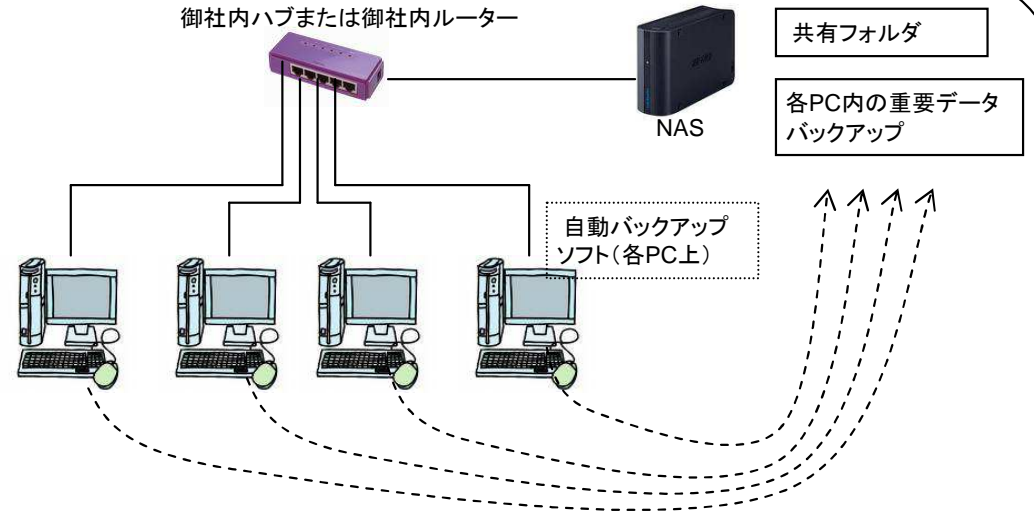 御社内ハブまたは御社内ルーター
共有フォルダ
各PC内の重要データ
バックアップ
NAS
自動バックアップ
ソフト（各PC上）